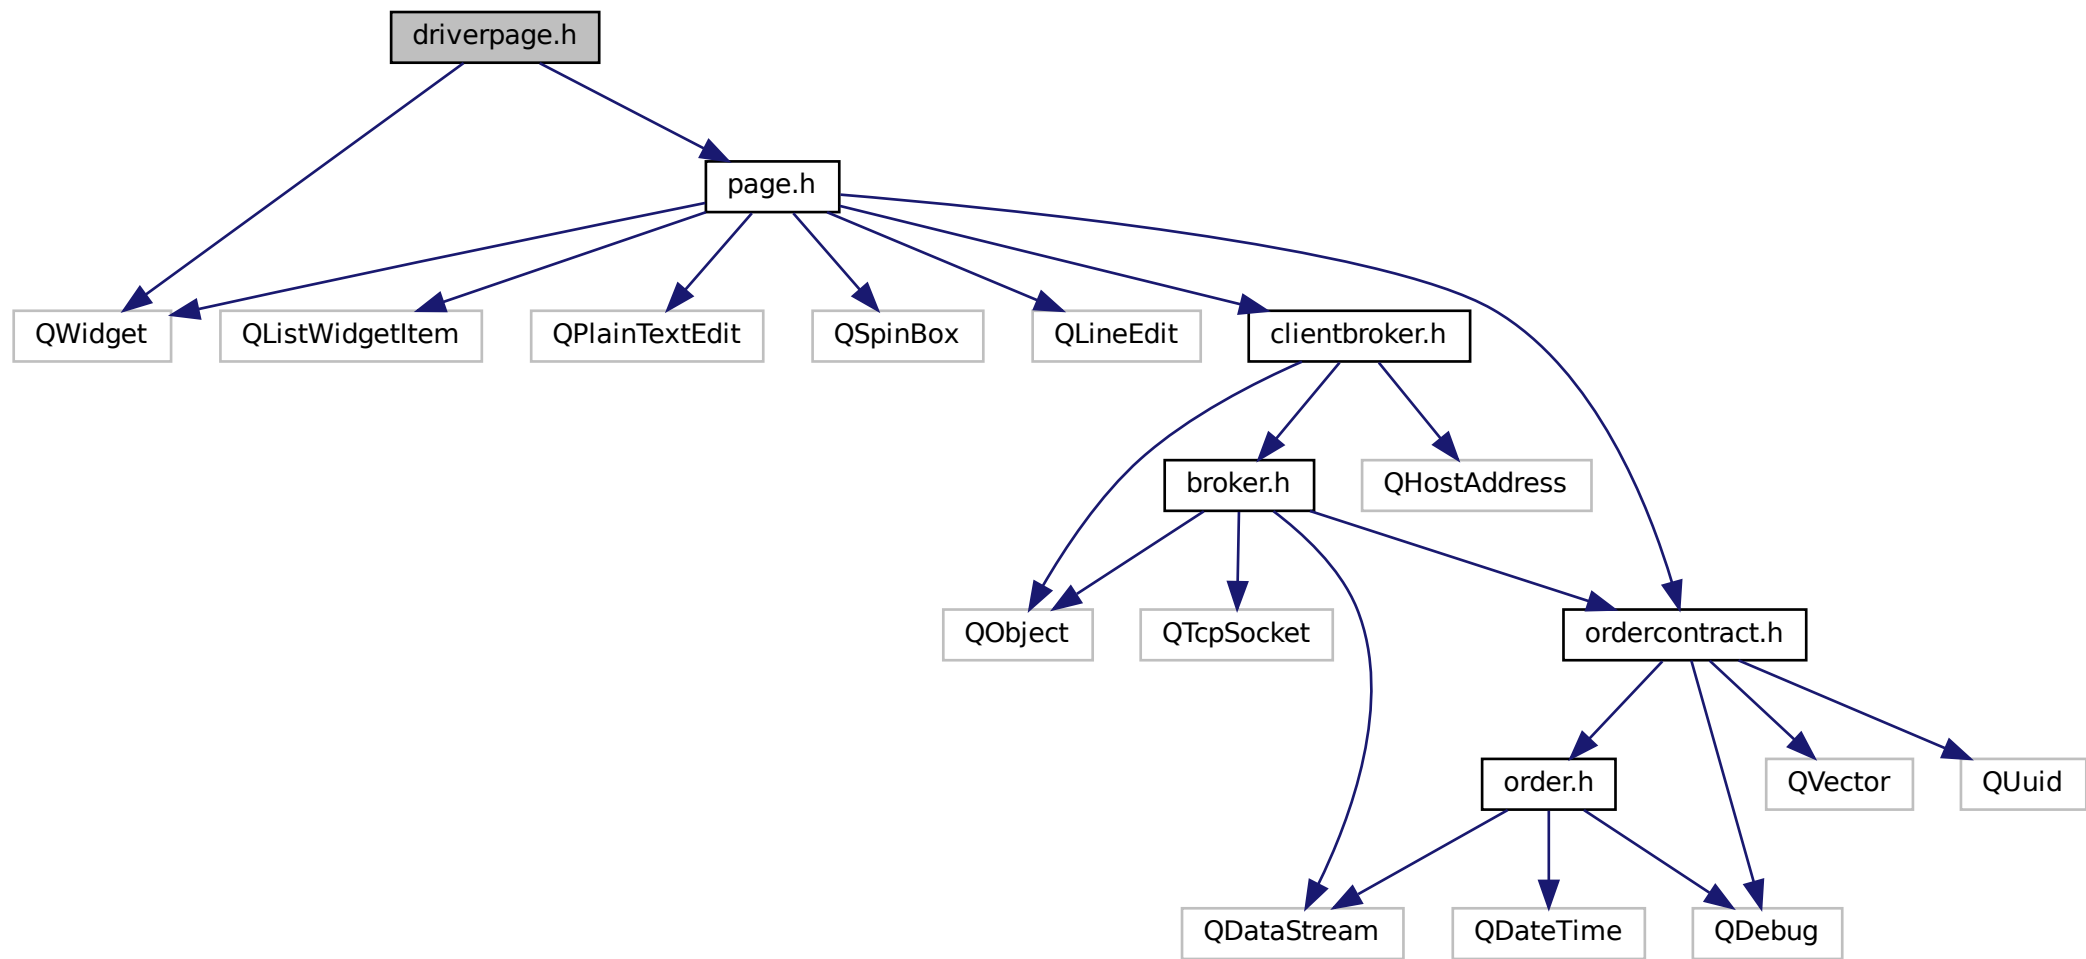 driverpage.h
page.h
QWidget
QListWidgetItem
QPlainTextEdit
QSpinBox
QLineEdit
clientbroker.h
broker.h
QHostAddress
QObject
QTcpSocket
ordercontract.h
order.h
QVector
QUuid
QDataStream
QDateTime
QDebug